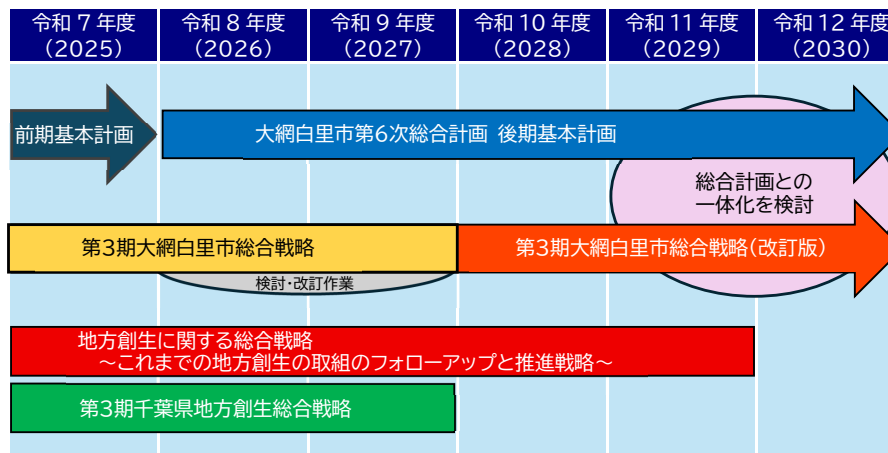 令和7年度 令和8年度 令和9年度 令和10年度 令和11年度 令和12年度
(2025) (2026) (2027) (2028) (2029) (2030)
前期基本計画
大網白里市第6次総合計画 後期基本計画
総合計画との
一体化を検討
第3期大網白里市総合戦略
第3期大網白里市総合戦略(改訂版)
検討・改訂作業
地方創生に関する総合戦略
～これまでの地方創生の取組のフォローアップと推進戦略～
第3期千葉県地方創生総合戦略